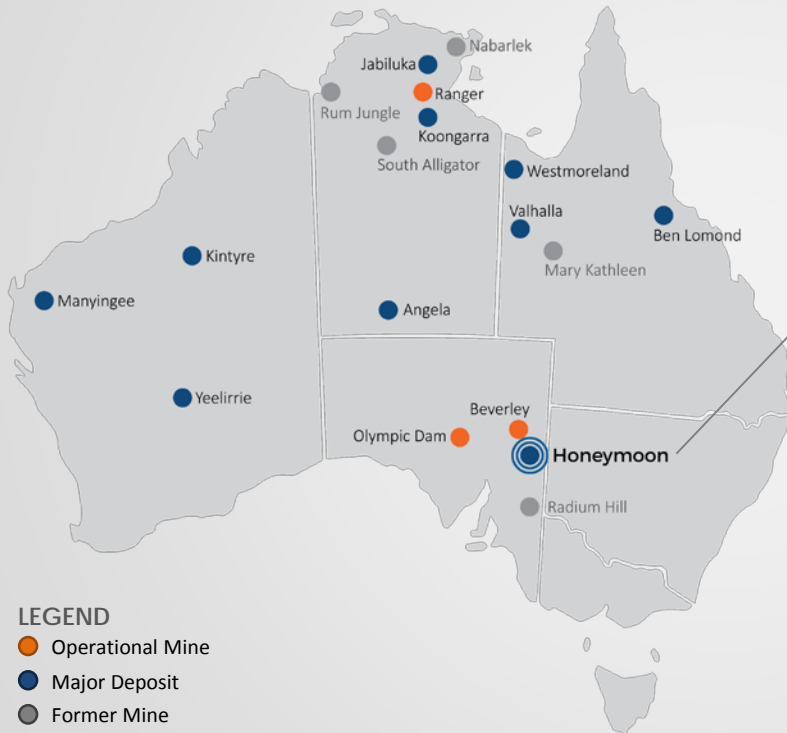 Nabarlek
Jabiluka
Ranger
Rum Jungle
Koongarra
South Alligator
Westmoreland
Valhalla
Ben Lomond
Kintyre
Mary Kathleen
Manyingee
Angela
Yeelirrie
Beverley
Olympic Dam
Honeymoon
Radium Hill
LEGEND
Operational Mine
Major Deposit
Former Mine